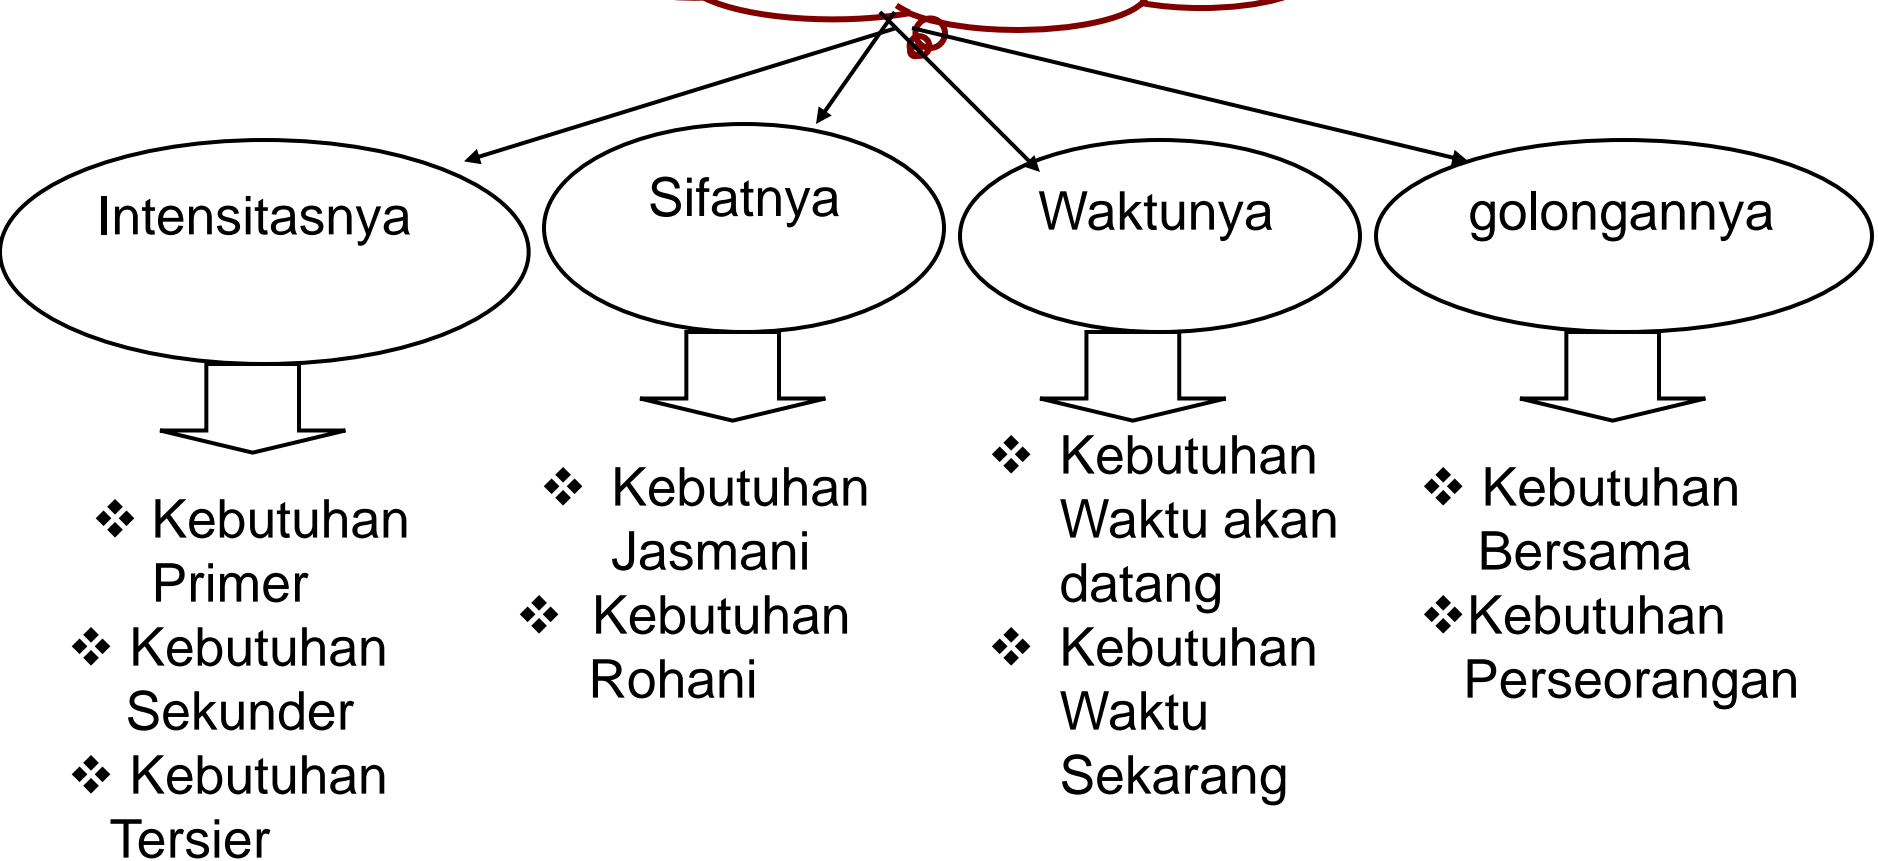 Intensitasnya
Sifatnya
Waktunya
golongannya
❖ Kebutuhan
Primer
❖ Kebutuhan
Sekunder
❖ Kebutuhan
Tersier
❖ Kebutuhan
Jasmani
❖ Kebutuhan
Rohani
❖ Kebutuhan
Waktu akan
datang
❖ Kebutuhan
Waktu
Sekarang
❖ Kebutuhan
Bersama
❖Kebutuhan
Perseorangan